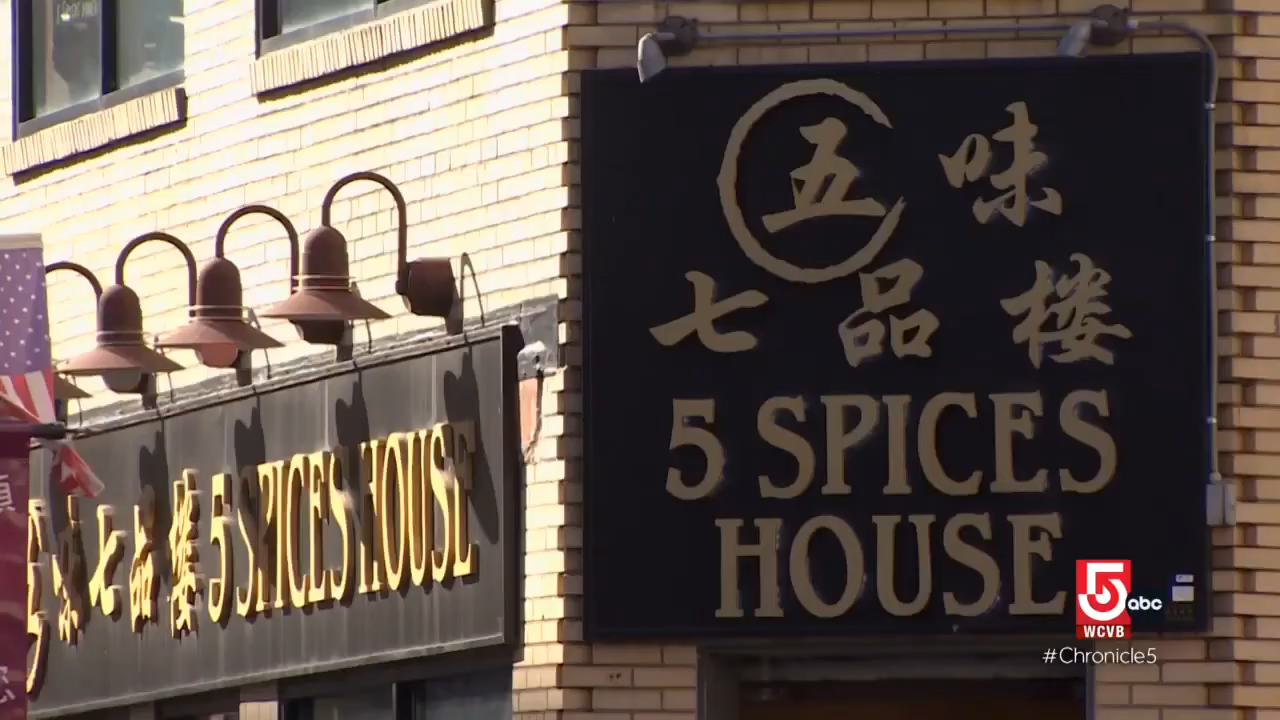 五味
七品楼
5 SPICES
HOUSE
味七品楼 5 SPICES HOUSE
5 abc
WCVB
#Chronicle5